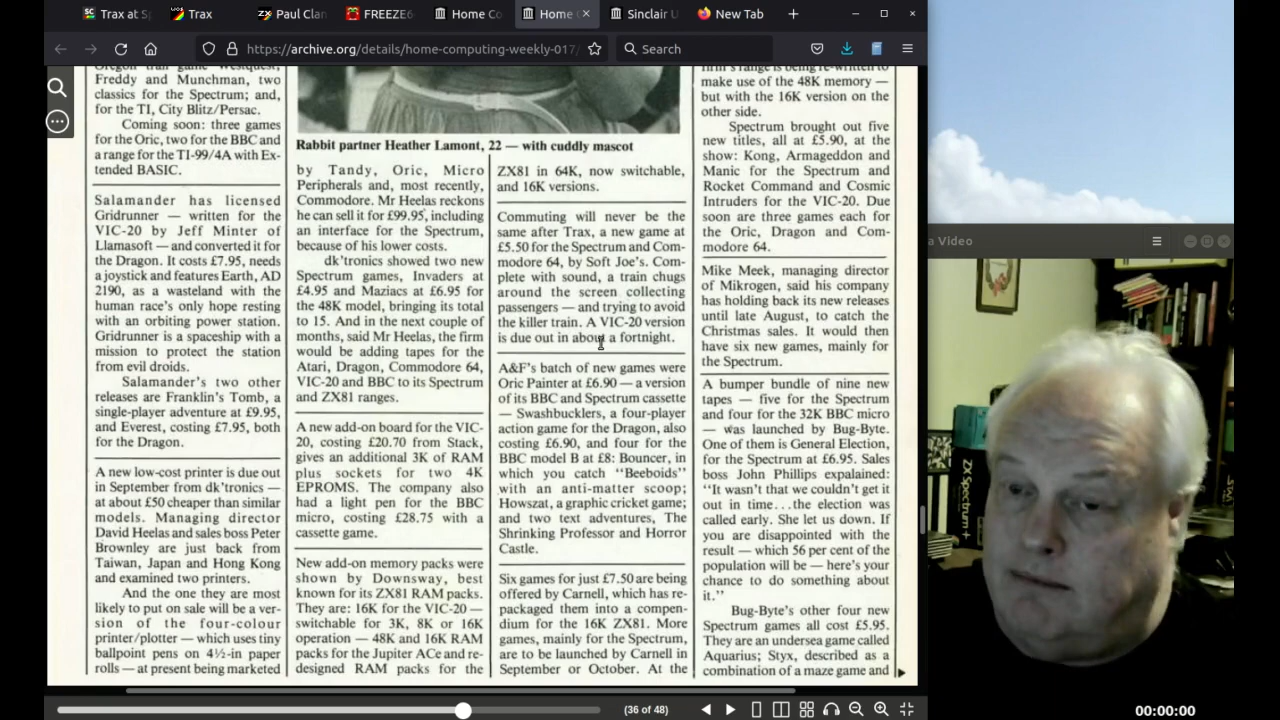 Trax at S
Trax
Paul Clar
FREEZE6
Home Co
Home
Sinclair U
New Tab
https://archive.org/details/home-computing-weekly-017/
Search
Freddy and Munchman, two
classics for the Spectrum; and,
for the TI, City Blitz/Persac.
Coming soon: three games
for the Oric, two for the BBC and
a range for the TI-99/4A with Ex-
tended BASIC.
Salamander has licensed
Gridrunner — written for the
VIC-20 by Jeff Minter of
Llamasoft — and converted it for
the Dragon. It costs £7.95, needs
a joystick and features Earth, AD
2190, as a wasteland with the
human race's only hope resting
with an orbiting power station.
Gridrunner is a spaceship with a
mission to protect the station
from evil droids.
Salamander's two other
releases are Franklin's Tomb, a
single-player adventure at £9.95,
and Everest, costing £7.95, both
for the Dragon.
A new low-cost printer is due out
in September from dk'tronics —
at about £50 cheaper than similar
models. Managing director
David Heelas and sales boss Peter
Brownley are just back from
Taiwan, Japan and Hong Kong
and examined two printers.
And the one they are most
likely to put on sale will be a ver-
sion of the four-colour
printer/plotter — which uses tiny
ballpoint pens on 4½-in paper
rolls — at present being marketed
Rabbit partner Heather Lamont, 22 — with cuddly mascot
by Tandy, Oric, Micro
Peripherals and, most recently,
Commodore. Mr Heelas reckons
he can sell it for £99.95, including
an interface for the Spectrum,
because of his lower costs.
dk'tronics showed two new
Spectrum games, Invaders at
£4.95 and Maziacs at £6.95 for
the 48K model, bringing its total
to 15. And in the next couple of
months, said Mr Heelas, the firm
would be adding tapes for the
Atari, Dragon, Commodore 64,
VIC-20 and BBC to its Spectrum
and ZX81 ranges.
A new add-on board for the VIC-
20, costing £20.70 from Stack,
gives an additional 3K of RAM
plus sockets for two 4K
EPROMS. The company also
had a light pen for the BBC
micro, costing £28.75 with a
cassette game.
New add-on memory packs were
shown by Downsway, best
known for its ZX81 RAM packs.
They are: 16K for the VIC-20 —
switchable for 3K, 8K or 16K
operation — 48K and 16K RAM
packs for the Jupiter ACe and re-
designed RAM packs for the
ZX81 in 64K, now switchable,
and 16K versions.
Commuting will never be the
same after Trax, a new game at
£5.50 for the Spectrum and Com-
modore 64, by Soft Joe's. Com-
plete with sound, a train chugs
around the screen collecting
passengers — and trying to avoid
the killer train. A VIC-20 version
is due out in about a fortnight.
A&F's batch of new games were
Oric Painter at £6.90 — a version
of its BBC and Spectrum cassette
— Swashbucklers, a four-player
action game for the Dragon, also
costing £6.90, and four for the
BBC model B at £8: Bouncer, in
which you catch "Beeboids"
with an anti-matter scoop;
Howszat, a graphic cricket game;
and two text adventures, The
Shrinking Professor and Horror
Castle.
Six games for just £7.50 are being
offered by Carnell, which has re-
packaged them into a compen-
dium for the 16K ZX81. More
games, mainly for the Spectrum,
are to be launched by Carnell in
September or October. At the
firm's range is being re-written to
make use of the 48K memory —
but with the 16K version on the
other side.
Spectrum brought out five
new titles, all at £5.90, at the
show: Kong, Armageddon and
Manic for the Spectrum and
Rocket Command and Cosmic
Intruders for the VIC-20. Due
soon are three games each for
the Oric, Dragon and Com-
modore 64.
Mike Meek, managing director
of Mikrogen, said his company
has holding back its new releases
until late August, to catch the
Christmas sales. It would then
have six new games, mainly for
the Spectrum.
A bumper bundle of nine new
tapes — five for the Spectrum
and four for the 32K BBC micro
— was launched by Bug-Byte.
One of them is General Election,
for the Spectrum at £6.95. Sales
boss John Phillips expalained:
"It wasn't that we couldn't get it
out in time...the election was
called early. She let us down. If
you are disappointed with the
result — which 56 per cent of the
population will be — here's your
chance to do something about
it."
Bug-Byte's other four new
Spectrum games all cost £5.95.
They are an undersea game called
Aquarius; Styx, described as a
combination of a maze game and
(36 of 48)
a Video
ZX Spectrum +
00:00:00